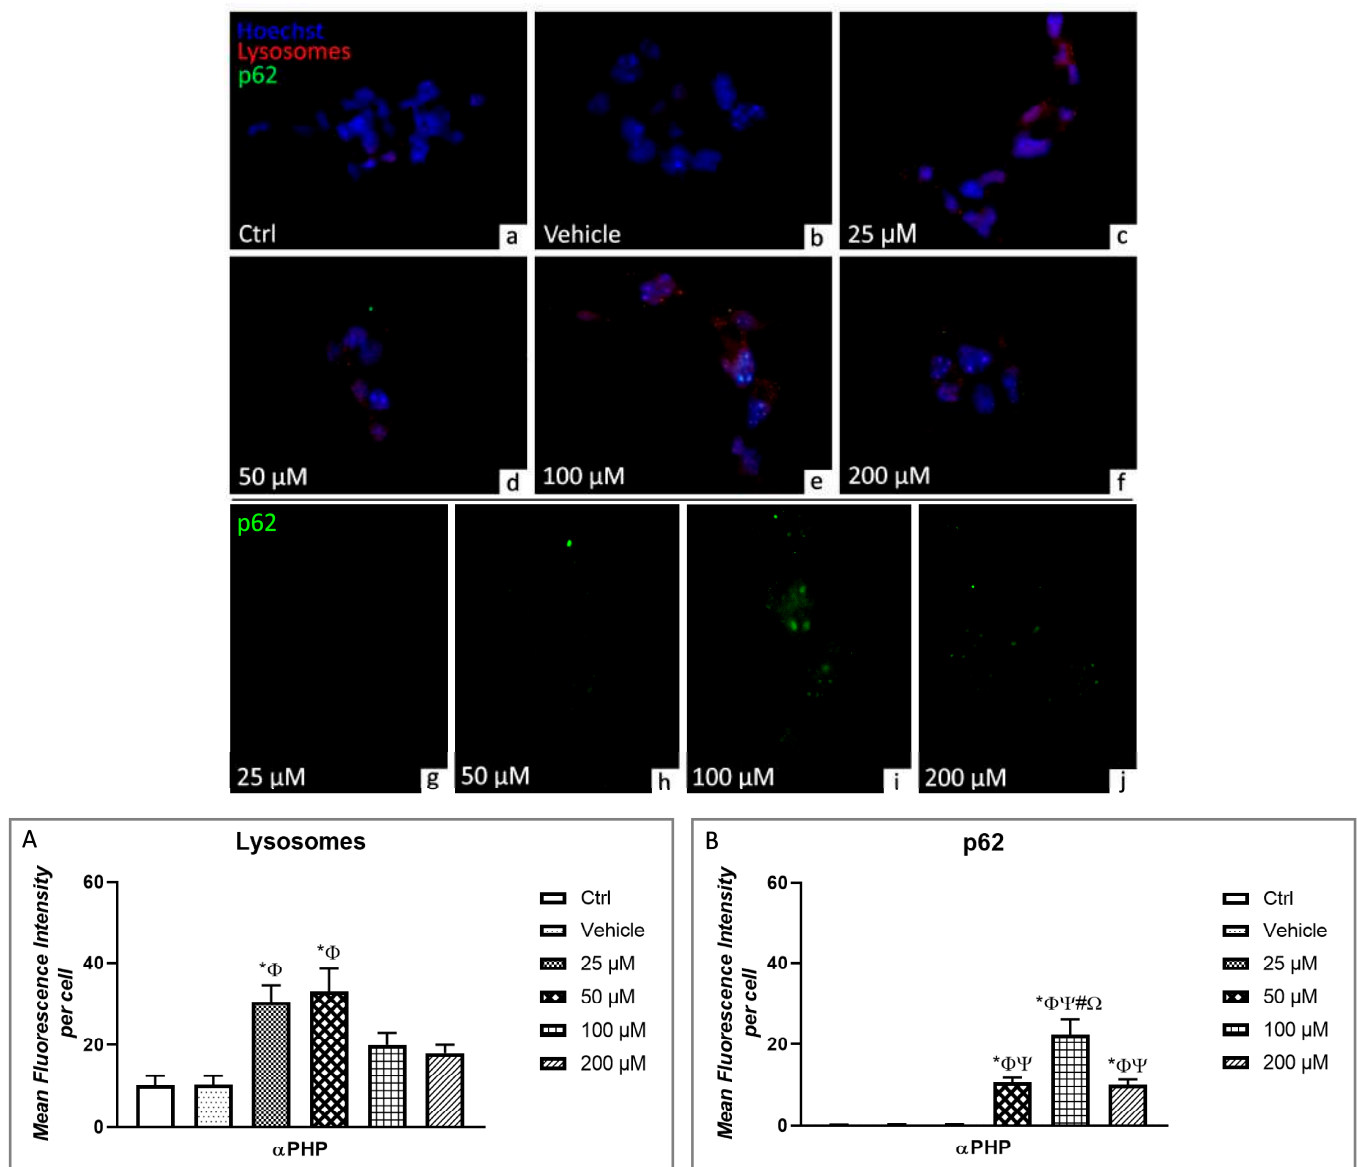 Hoechst
Lysosomes
p62
Ctrl
a
Vehicle
b
25 µM
c
50 µM
d
100 µM
e
200 µM
f
p62
25 µM
g
50 µM
h
100 µM
i
200 µM
j
A
Lysosomes
Mean Fluorescence Intensity
per cell
60
40
20
0
*Φ
*Φ
αPHP
Ctrl
Vehicle
25 µM
50 µM
100 µM
200 µM
B
p62
Mean Fluorescence Intensity
per cell
60
40
20
0
*ΦΨ
*ΦΨ#Ω
*ΦΨ
αPHP
Ctrl
Vehicle
25 µM
50 µM
100 µM
200 µM